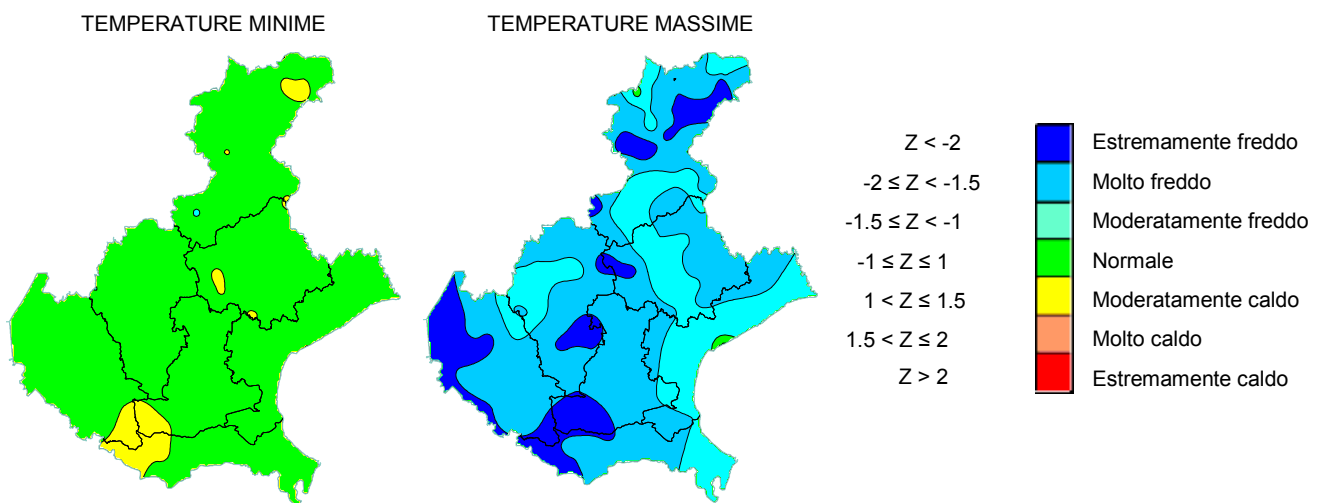 TEMPERATURE MINIME
TEMPERATURE MASSIME
Z < -2
Estremamente freddo
-2 ≤ Z < -1.5
Molto freddo
-1.5 ≤ Z < -1
Moderatamente freddo
-1 ≤ Z ≤ 1
Normale
1 < Z ≤ 1.5
Moderatamente caldo
1.5 < Z ≤ 2
Molto caldo
Z > 2
Estremamente caldo